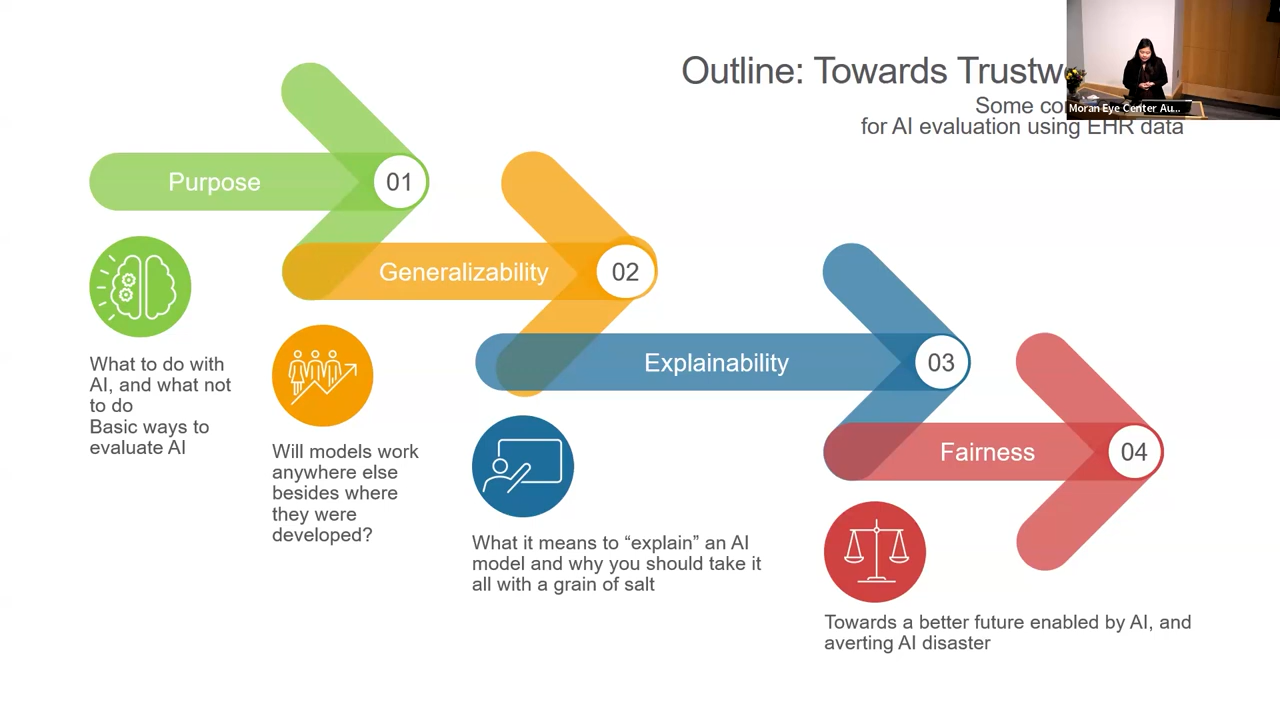 Outline: Towards
Some
for AI evaluation using EHR data
Moran Eye Center Au...
Purpose
01
What to do with
AI, and what not
to do
Basic ways to
evaluate AI
Generalizability
02
Will models work
anywhere else
besides where
they were
developed?
Explainability
03
What it means to “explain” an AI
model and why you should take it
all with a grain of salt
Fairness
04
Towards a better future enabled by AI, and
averting AI disaster